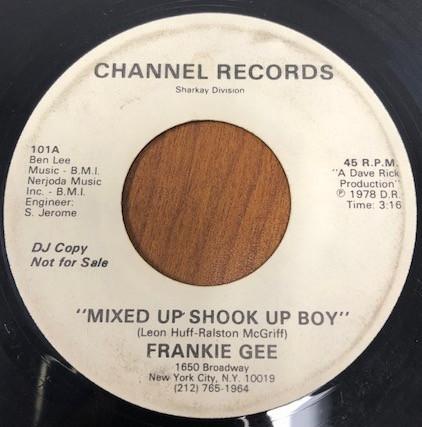 CHANNEL RECORDS
Sharkay Division
101A
Ben Lee
Music - B.M.I.
Nerjoda Music
Inc. - B.M.I.
Engineer:
S. Jerome
45 R.P.M.
"A Dave Rick
Production"
Ⓟ 1978 D.R.
Time: 3:16
DJ Copy
Not for Sale
"MIXED UP SHOOK UP BOY"
(Leon Huff-Ralston McGriff)
FRANKIE GEE
1650 Broadway
New York City, N.Y. 10019
(212) 765-1964